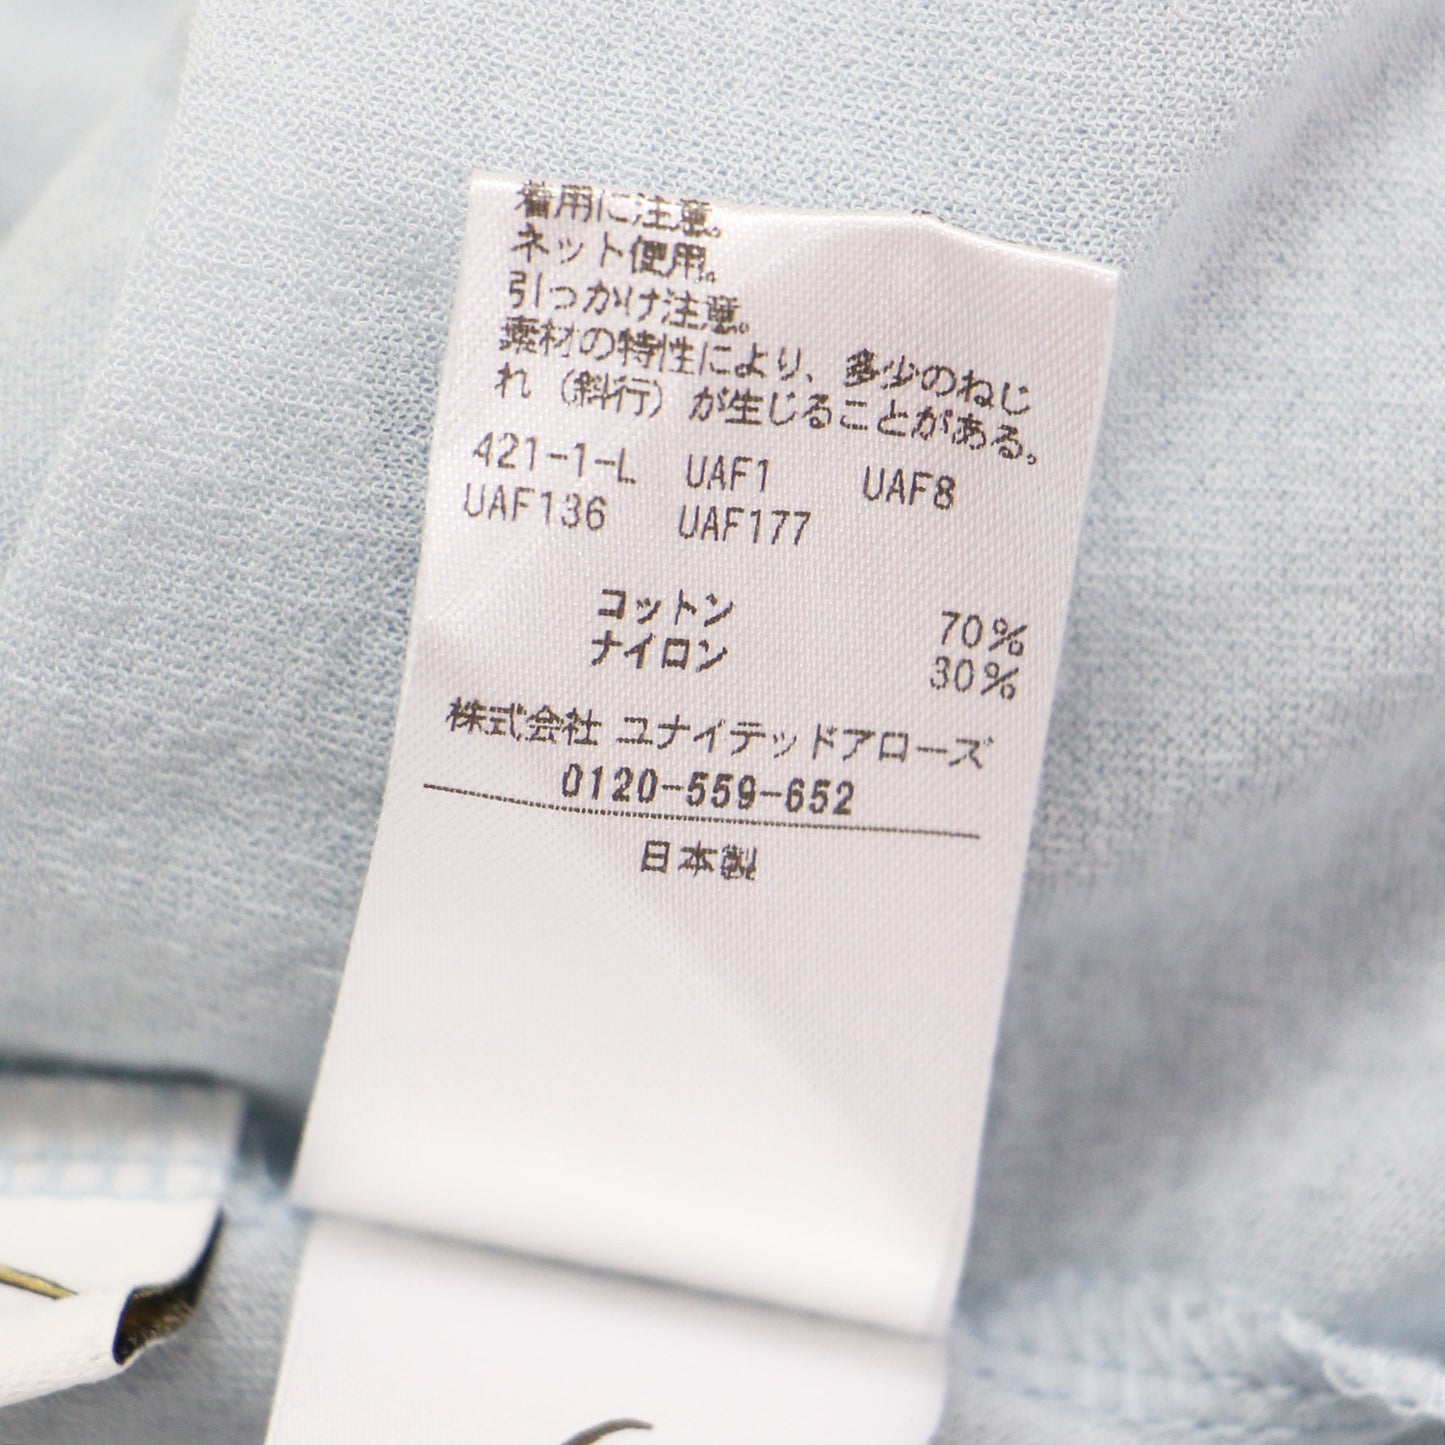 着用に注意。
ネット使用。
引っかけ注意。
素材の特性により、多少のねじ
れ（斜行）が生じることがある。
421-1-L UAF1 UAF8
UAF136 UAF177
コットン 70%
ナイロン 30%
株式会社 ユナイテッドアローズ
0120-559-652
日本製